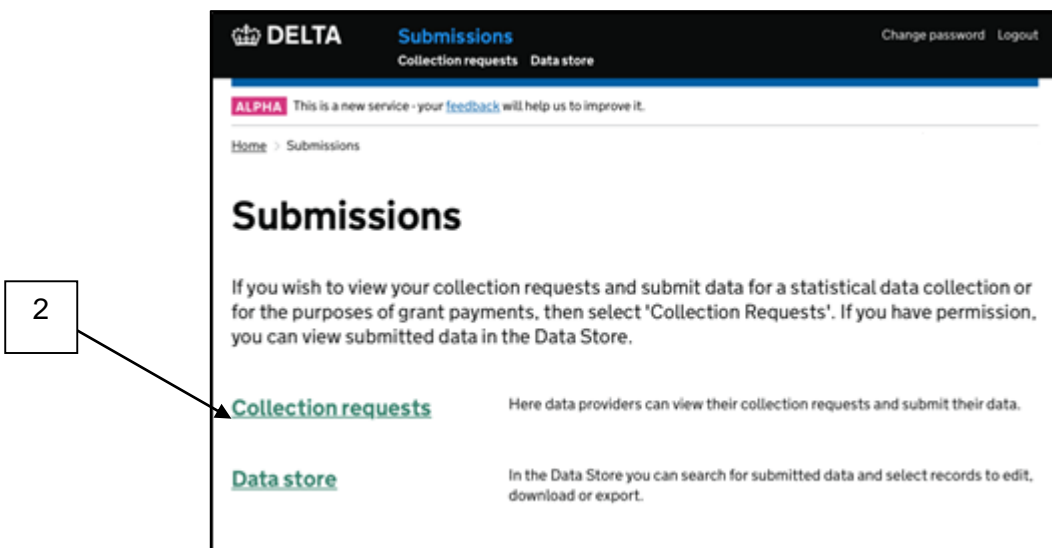 DELTA
Submissions
Change password Logout
Collection requests Data store
ALPHA This is a new service - your feedback will help us to improve it.
Home > Submissions
Submissions
If you wish to view your collection requests and submit data for a statistical data collection or
for the purposes of grant payments, then select 'Collection Requests'. If you have permission,
you can view submitted data in the Data Store.
2
Collection requests
Here data providers can view their collection requests and submit their data.
Data store
In the Data Store you can search for submitted data and select records to edit,
download or export.